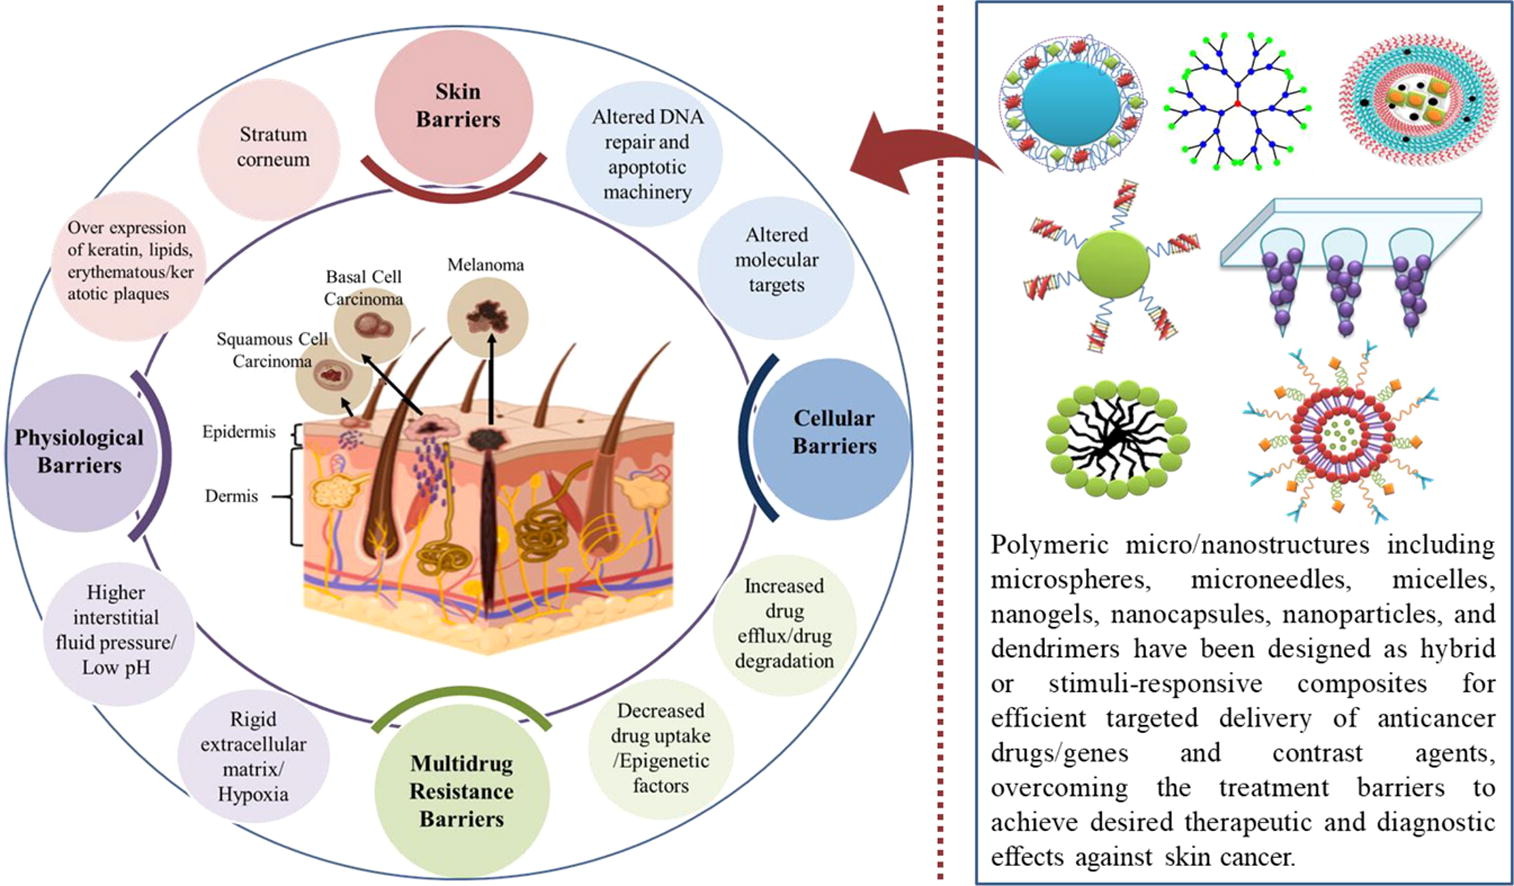 Skin
Barriers
Stratum
corneum
Over expression
of keratin, lipids,
erythematous/ker
atotic plaques
Altered DNA
repair and
apoptotic
machinery
Altered
molecular
targets
Melanoma
Basal Cell
Carcinoma
Squamous Cell
Carcinoma
Epidermis
Dermis
Physiological
Barriers
Cellular
Barriers
Higher
interstitial
fluid pressure/
Low pH
Rigid
extracellular
matrix/
Hypoxia
Multidrug
Resistance
Barriers
Decreased
drug uptake
/Epigenetic
factors
Increased
drug
efflux/drug
degradation
Polymeric micro/nanostructures including
microspheres, microneedles, micelles,
nanogels, nanocapsules, nanoparticles, and
dendrimers have been designed as hybrid
or stimuli-responsive composites for
efficient targeted delivery of anticancer
drugs/genes and contrast agents,
overcoming the treatment barriers to
achieve desired therapeutic and diagnostic
effects against skin cancer.